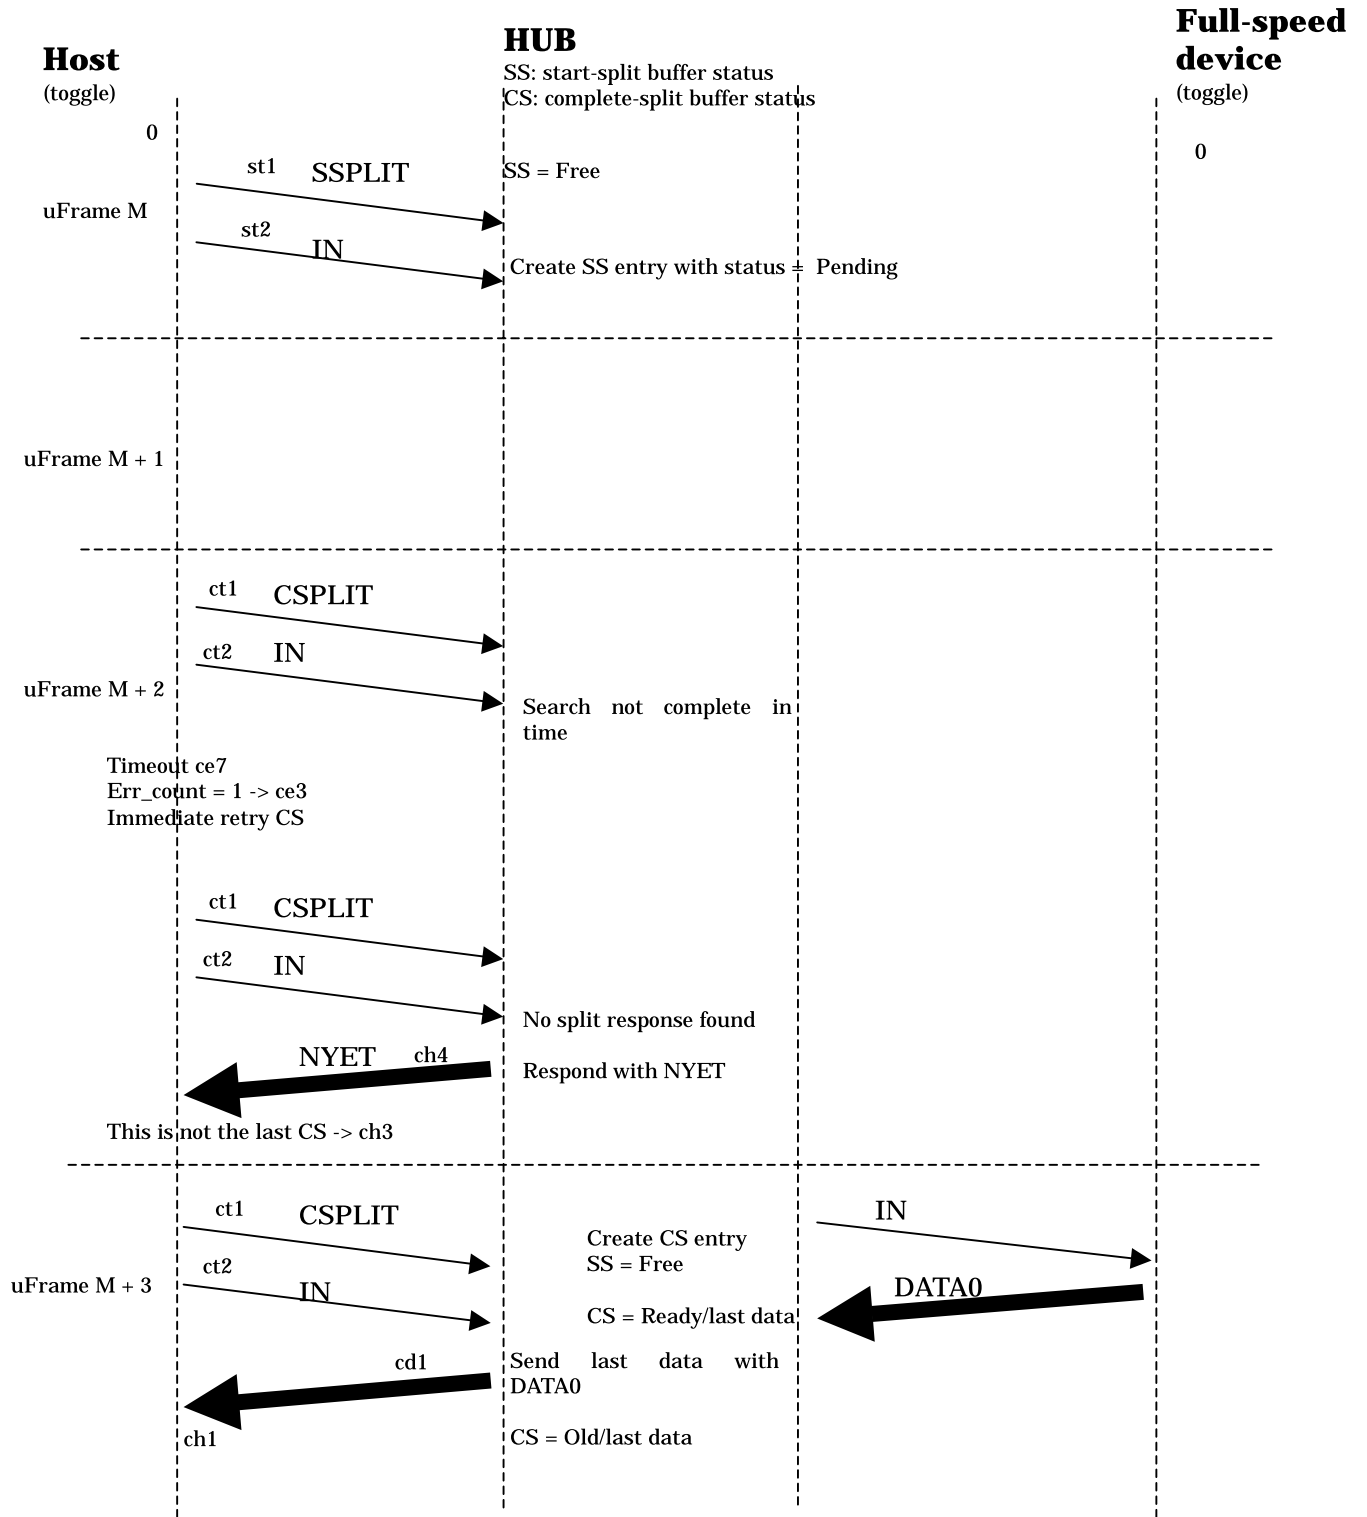 Host
(toggle)
HUB
SS: start-split buffer status
CS: complete-split buffer status
Full-speed
device
(toggle)
0
0
st1
SSPLIT
SS = Free
uFrame M
st2
IN
Create SS entry with status = Pending
uFrame M + 1
ct1
CSPLIT
ct2
IN
uFrame M + 2
Search not complete in
time
Timeout ce7
Err_count = 1 -> ce3
Immediate retry CS
ct1
CSPLIT
ct2
IN
No split response found
NYET
ch4
Respond with NYET
This is not the last CS -> ch3
ct1
CSPLIT
IN
Create CS entry
SS = Free
ct2
IN
uFrame M + 3
DATA0
CS = Ready/last data
cd1
Send last data with
DATA0
ch1
CS = Old/last data